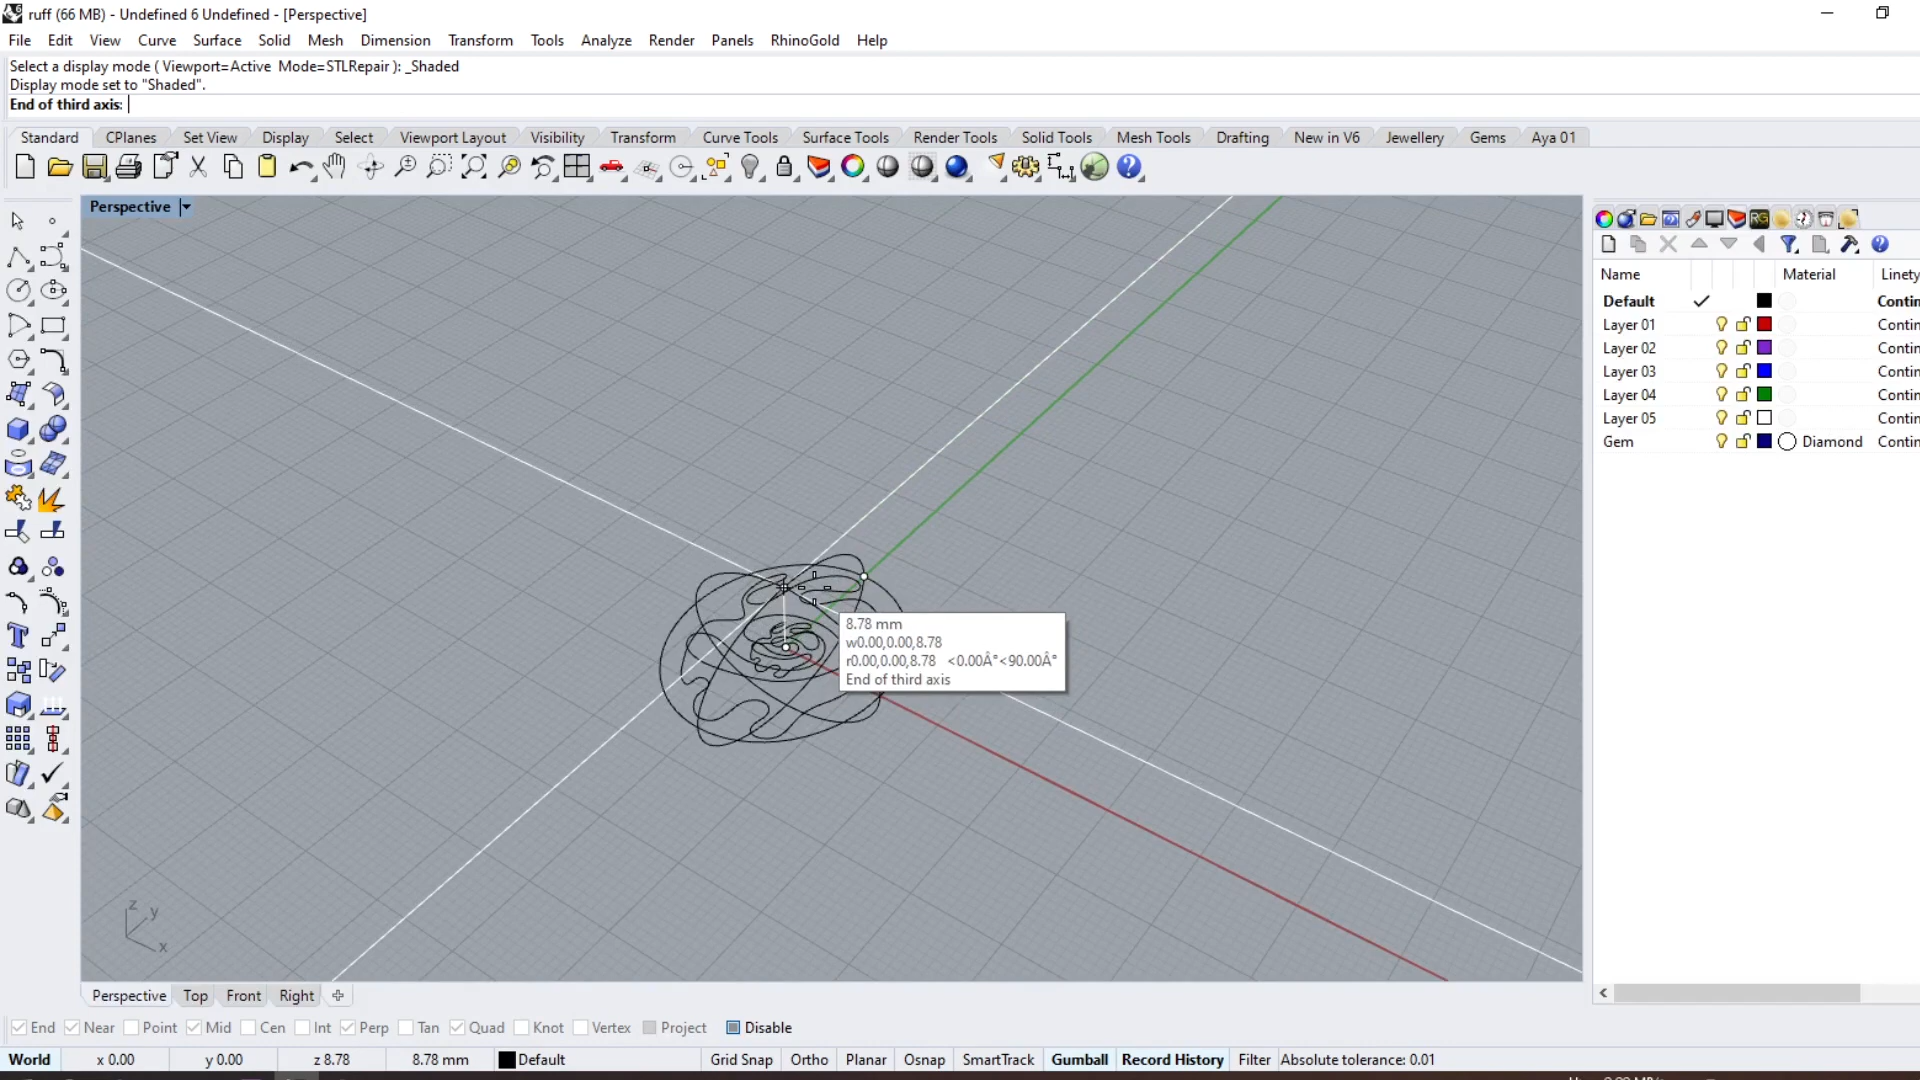 ruff (66 MB) - Undefined 6 Undefined - [Perspective]
File Edit View Curve Surface Solid Mesh Dimension Transform Tools Analyze Render Panels RhinoGold Help
Select a display mode ( Viewport=Active Mode=STLRepair ): _Shaded
Display mode set to "Shaded".
End of third axis:
Standard CPlanes Set View Display Select Viewport Layout Visibility Transform Curve Tools Surface Tools Render Tools Solid Tools Mesh Tools Drafting New in V6 Jewellery Gems Aya 01
Perspective
RG
Name Material Linety
Default Contin
Layer 01 Contin
Layer 02 Contin
Layer 03 Contin
Layer 04 Contin
Layer 05 Contin
Gem Diamond Contin
8.78 mm
w0.00,0.00,8.78
r0.00,0.00,8.78 <0.00Â°<90.00Â°
End of third axis
z y
x
Perspective Top Front Right
End Near Point Mid Cen Int Perp Tan Quad Knot Vertex Project Disable
World x 0.00 y 0.00 z 8.78 8.78 mm Default Grid Snap Ortho Planar Osnap SmartTrack Gumball Record History Filter Absolute tolerance: 0.01